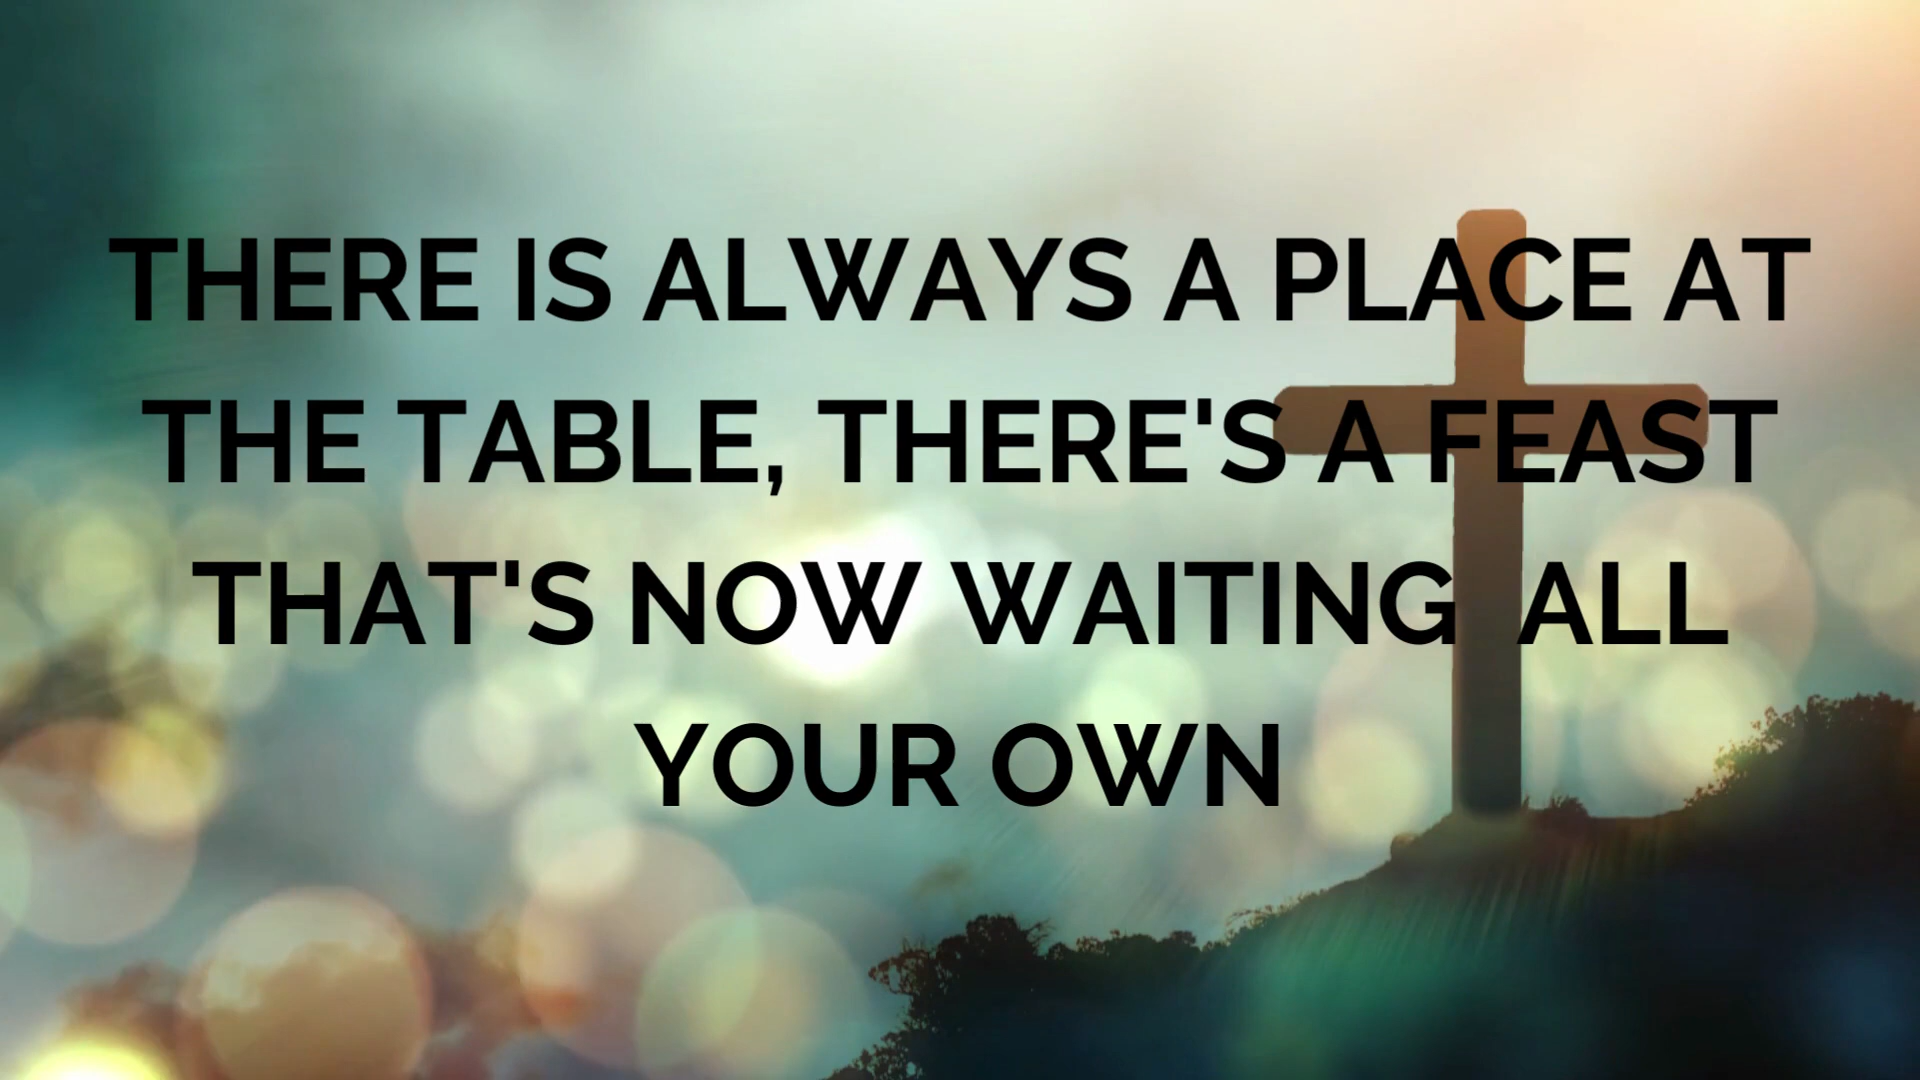 THERE IS ALWAYS A PLACE AT
THE TABLE, THERE'S A FEAST
THAT'S NOW WAITING  ALL
YOUR OWN